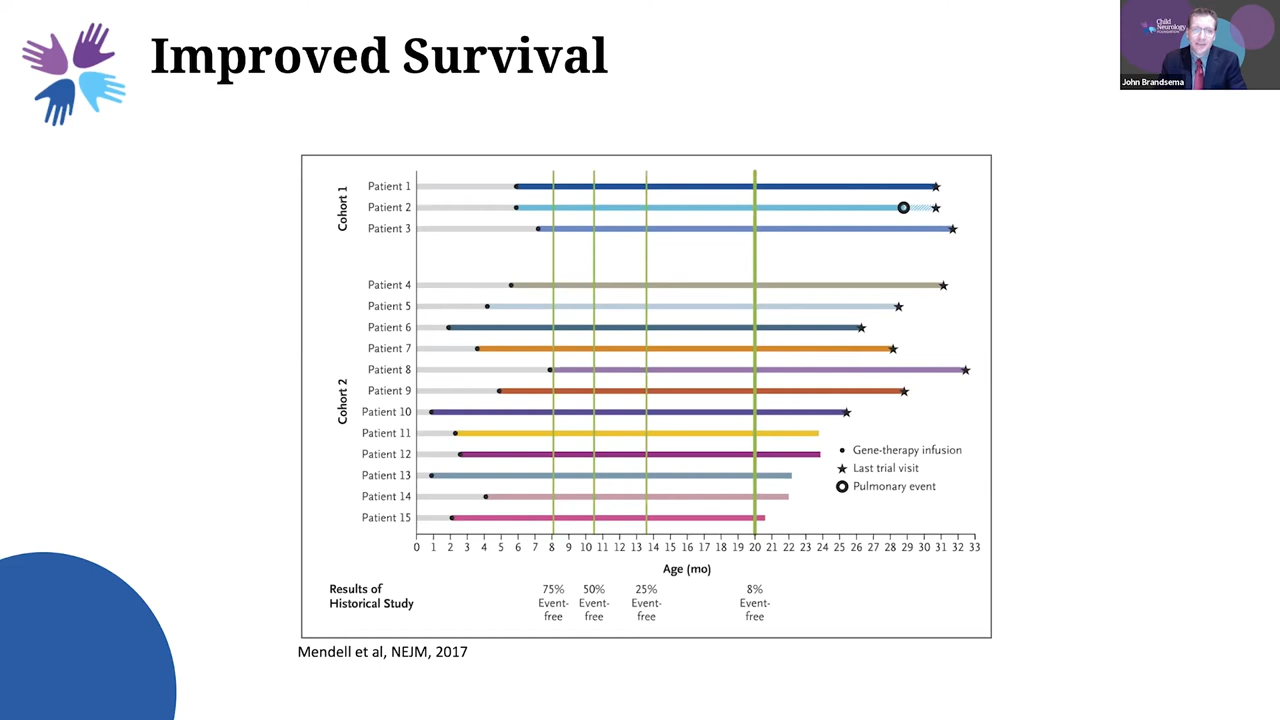 Improved Survival
Child
Neurology
FOUNDATION
John Brandsema
Cohort 1
Patient 1
Patient 2
Patient 3
Cohort 2
Patient 4
Patient 5
Patient 6
Patient 7
Patient 8
Patient 9
Patient 10
Patient 11
Patient 12
Patient 13
Patient 14
Patient 15
Gene-therapy infusion
Last trial visit
Pulmonary event
0 1 2 3 4 5 6 7 8 9 10 11 12 13 14 15 16 17 18 19 20 21 22 23 24 25 26 27 28 29 30 31 32 33
Age (mo)
Results of
Historical Study
75%
Event-
free
50%
Event-
free
25%
Event-
free
8%
Event-
free
Mendell et al, NEJM, 2017